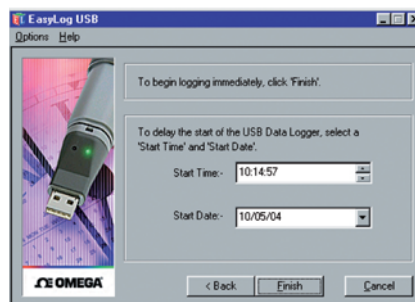 EasyLog USB
Options Help
To begin logging immediately, click 'Finish'.
To delay the start of the USB Data Logger, select a
'Start Time' and 'Start Date'.
Start Time:- 10:14:57
Start Date:- 10/05/04
OMEGA
< Back Finish Cancel